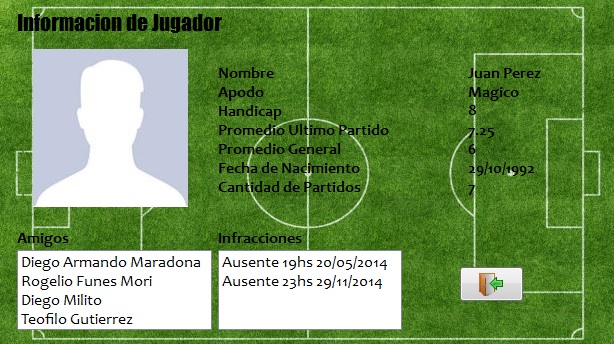 Informacion de Jugador
Nombre Juan Perez
Apodo Magico
Handicap 8
Promedio Ultimo Partido 7.25
Promedio General 6
Fecha de Nacimiento 29/10/1992
Cantidad de Partidos 7
Amigos Infracciones
Diego Armando Maradona Ausente 19hs 20/05/2014
Rogelio Funes Mori Ausente 23hs 29/11/2014
Diego Milito
Teofilo Gutierrez